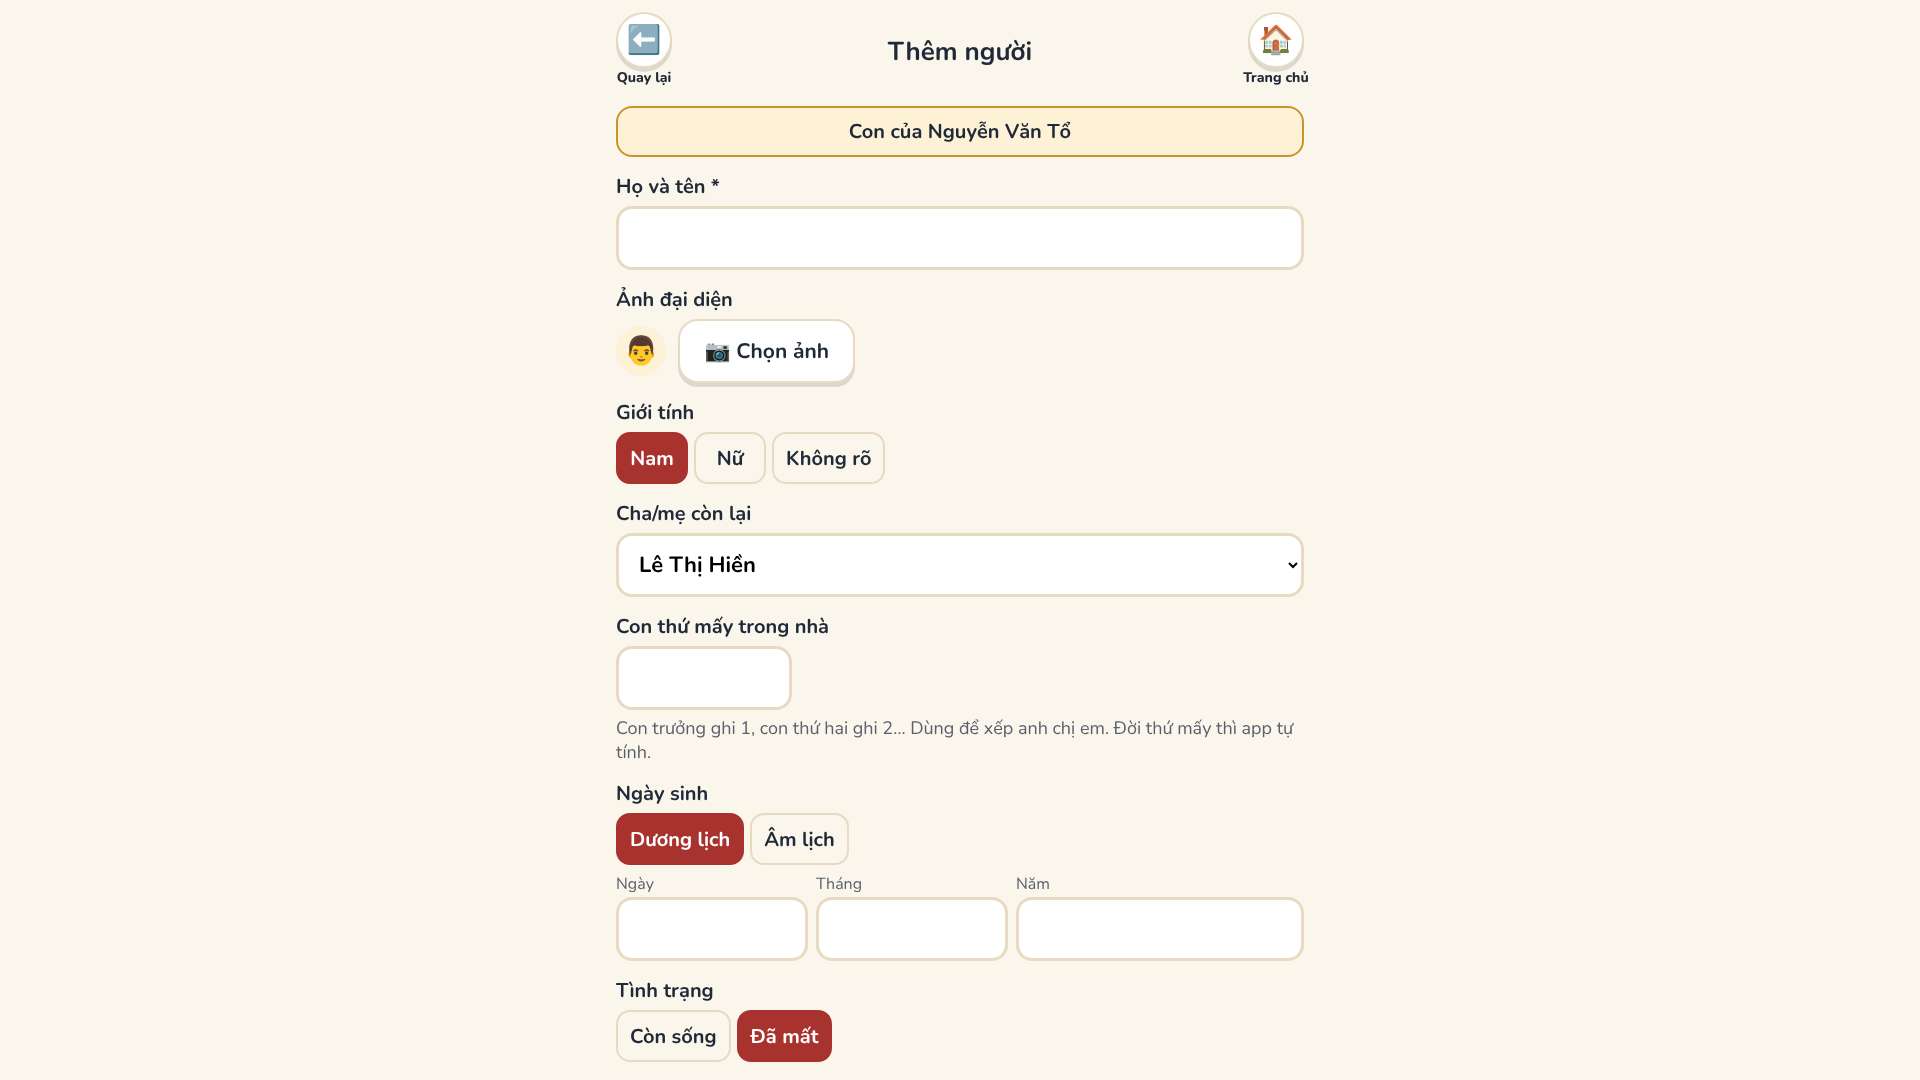 Quay lại
Thêm người
Trang chủ
Con của Nguyễn Văn Tổ
Họ và tên *
Ảnh đại diện
Chọn ảnh
Giới tính
Nam
Nữ
Không rõ
Cha/mẹ còn lại
Lê Thị Hiền
Con thứ mấy trong nhà
Con trưởng ghi 1, con thứ hai ghi 2... Dùng để xếp anh chị em. Đời thứ mấy thì app tự
tính.
Ngày sinh
Dương lịch
Âm lịch
Ngày
Tháng
Năm
Tình trạng
Còn sống
Đã mất